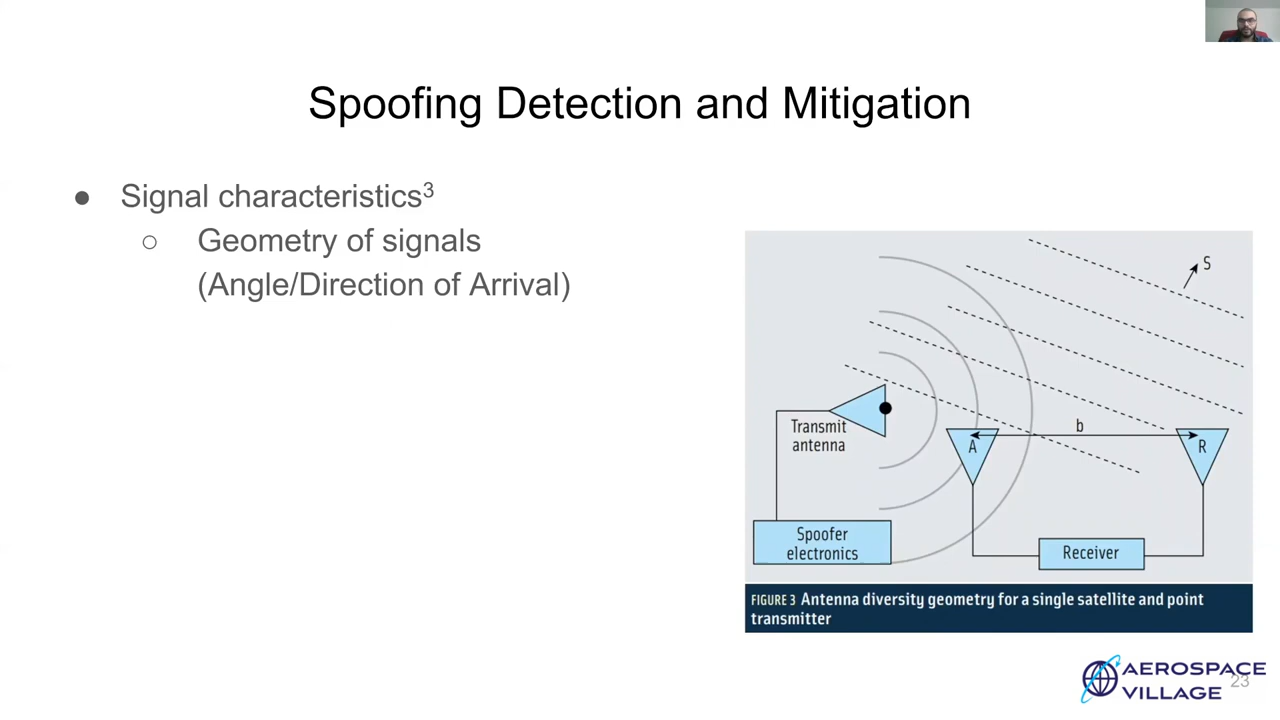 Spoofing Detection and Mitigation
● Signal characteristics3
○ Geometry of signals
(Angle/Direction of Arrival)
S
b
Transmit
antenna
A
R
Spoofer
electronics
Receiver
FIGURE 3 Antenna diversity geometry for a single satellite and point
transmitter
AEROSPACE
VILLAGE
23